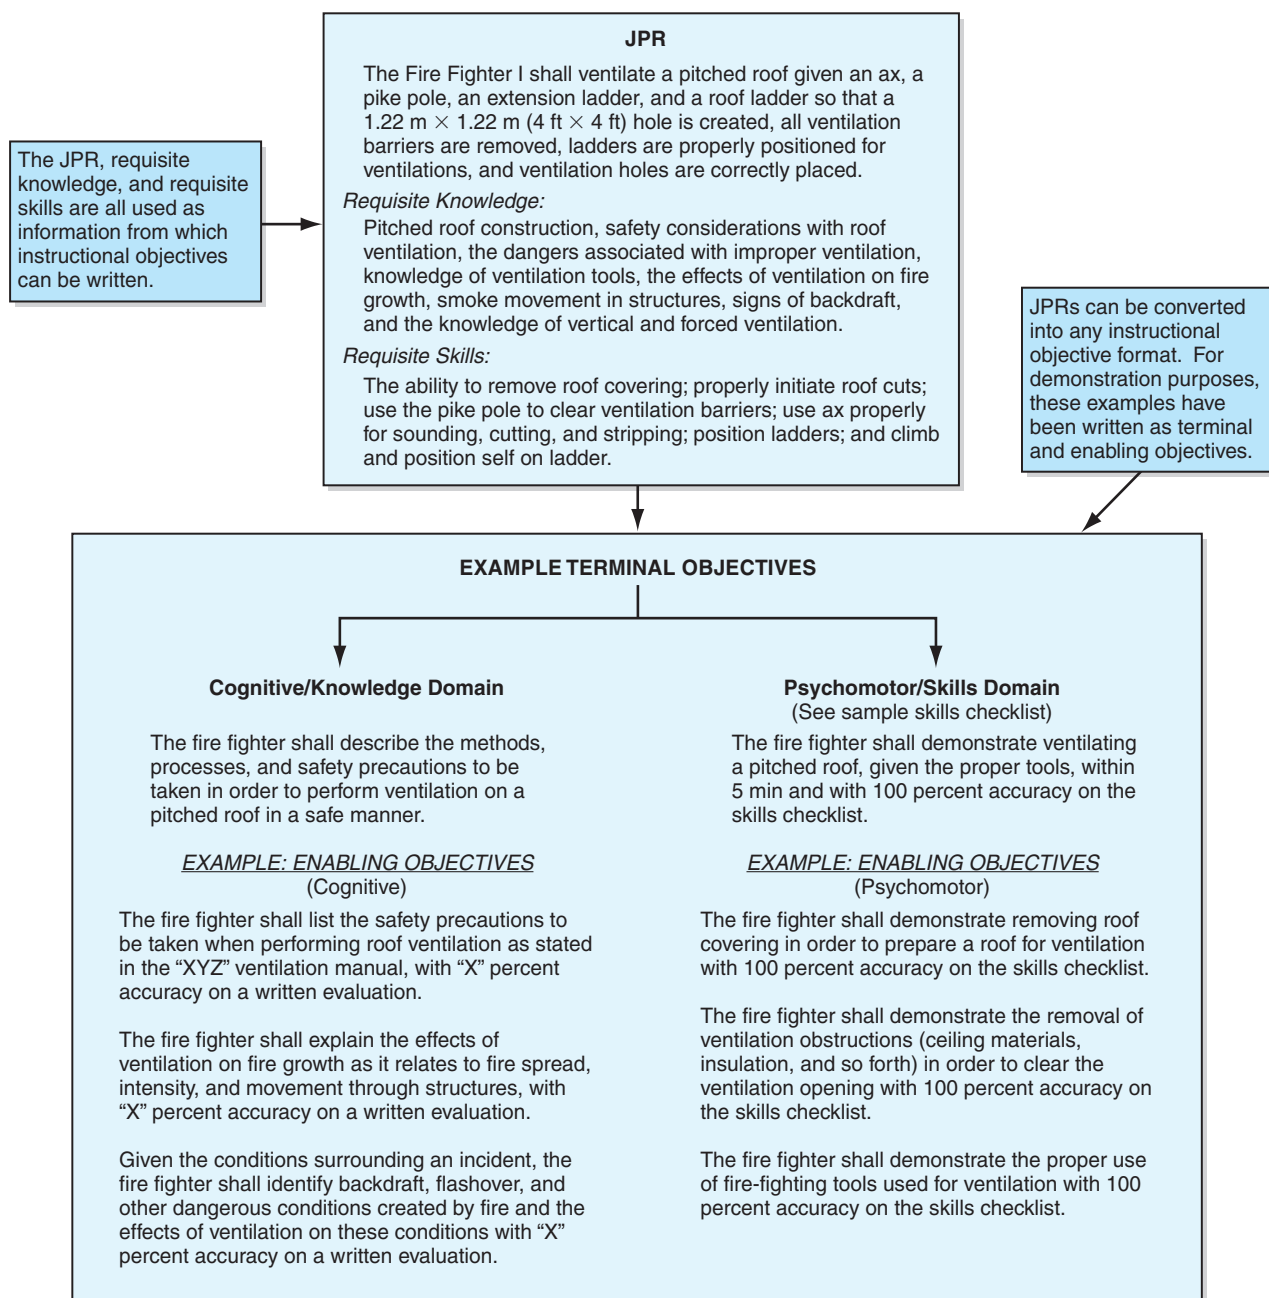 JPR
The Fire Fighter I shall ventilate a pitched roof given an ax, a
pike pole, an extension ladder, and a roof ladder so that a
1.22 m × 1.22 m (4 ft × 4 ft) hole is created, all ventilation
barriers are removed, ladders are properly positioned for
ventilations, and ventilation holes are correctly placed.
Requisite Knowledge:
Pitched roof construction, safety considerations with roof
ventilation, the dangers associated with improper ventilation,
knowledge of ventilation tools, the effects of ventilation on fire
growth, smoke movement in structures, signs of backdraft,
and the knowledge of vertical and forced ventilation.
Requisite Skills:
The ability to remove roof covering; properly initiate roof cuts;
use the pike pole to clear ventilation barriers; use ax properly
for sounding, cutting, and stripping; position ladders; and climb
and position self on ladder.
The JPR, requisite
knowledge, and requisite
skills are all used as
information from which
instructional objectives
can be written.
JPRs can be converted
into any instructional
objective format.  For
demonstration purposes,
these examples have
been written as terminal
and enabling objectives.
EXAMPLE TERMINAL OBJECTIVES
Cognitive/Knowledge Domain
The fire fighter shall describe the methods,
processes, and safety precautions to be
taken in order to perform ventilation on a
pitched roof in a safe manner.
EXAMPLE: ENABLING OBJECTIVES
(Cognitive)
The fire fighter shall list the safety precautions to
be taken when performing roof ventilation as stated
in the “XYZ” ventilation manual, with “X” percent
accuracy on a written evaluation.
The fire fighter shall explain the effects of
ventilation on fire growth as it relates to fire spread,
intensity, and movement through structures, with
“X” percent accuracy on a written evaluation.
Given the conditions surrounding an incident, the
fire fighter shall identify backdraft, flashover, and
other dangerous conditions created by fire and the
effects of ventilation on these conditions with “X”
percent accuracy on a written evaluation.
Psychomotor/Skills Domain
(See sample skills checklist)
The fire fighter shall demonstrate ventilating
a pitched roof, given the proper tools, within
5 min and with 100 percent accuracy on the
skills checklist.
EXAMPLE: ENABLING OBJECTIVES
(Psychomotor)
The fire fighter shall demonstrate removing roof
covering in order to prepare a roof for ventilation
with 100 percent accuracy on the skills checklist.
The fire fighter shall demonstrate the removal of
ventilation obstructions (ceiling materials,
insulation, and so forth) in order to clear the
ventilation opening with 100 percent accuracy on
the skills checklist.
The fire fighter shall demonstrate the proper use
of fire-fighting tools used for ventilation with 100
percent accuracy on the skills checklist.